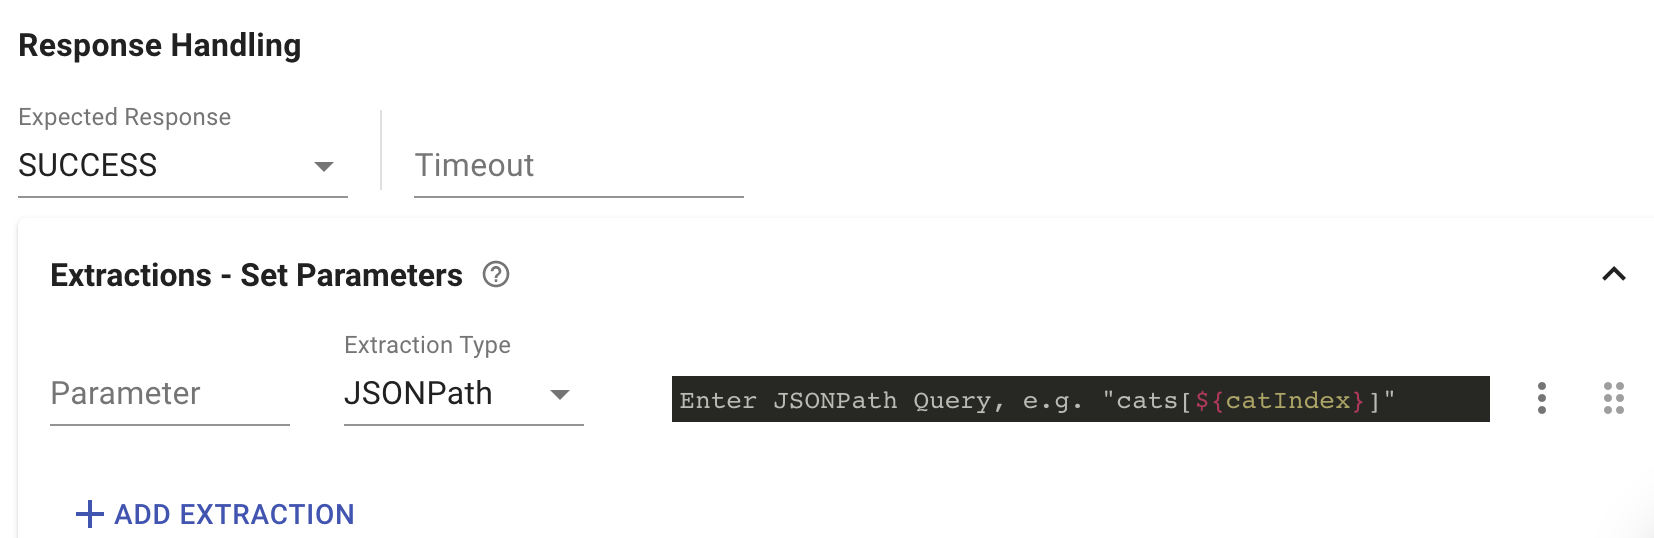 Response Handling
Expected Response
SUCCESS
Timeout
Extractions - Set Parameters
Extraction Type
Parameter
JSONPath
Enter JSONPath Query, e.g. "cats[${catIndex}]"
ADD EXTRACTION